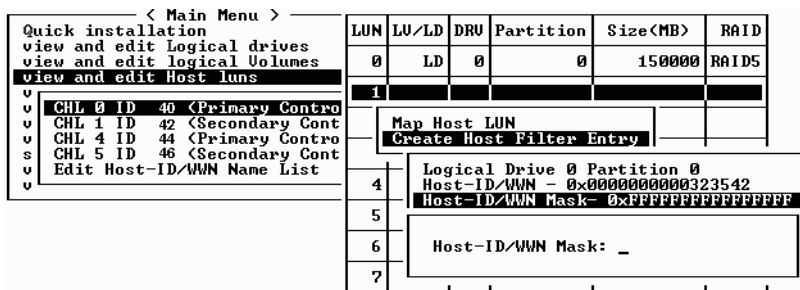 < Main Menu >
Quick installation
view and edit Logical drives
view and edit logical Volumes
view and edit Host luns
v
v
v
v
s
v
v
CHL 0 ID 40 (Primary Contro
CHL 1 ID 42 (Secondary Cont
CHL 4 ID 44 (Primary Contro
CHL 5 ID 46 (Secondary Cont
Edit Host-ID/WWN Name List
LUN LV/LD DRV Partition Size(MB) RAID
0 LD 0 0 150000 RAID5
1
4
5
6
7
Map Host LUN
Create Host Filter Entry
Logical Drive 0 Partition 0
Host-ID/WWN - 0x0000000000323542
Host-ID/WWN Mask- 0xFFFFFFFFFFFFFFFF
Host-ID/WWN Mask: _